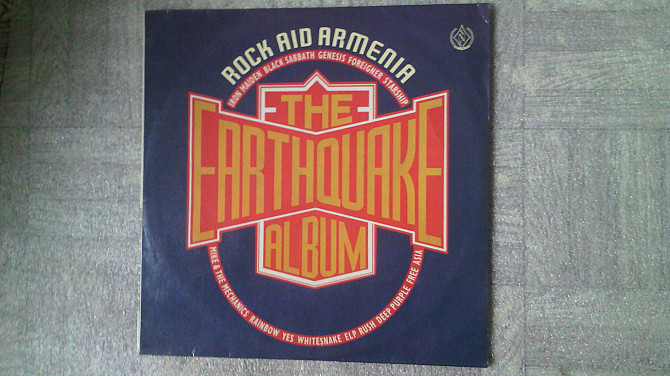 ROCK AID ARMENIA
IRON MAIDEN BLACK SABBATH GENESIS FOREIGNER STARSHIP
THE
EARTHQUAKE
ALBUM
MIKE & THE MECHANICS RAINBOW YES WHITESNAKE ELP RUSH DEEP PURPLE FREE ASIA